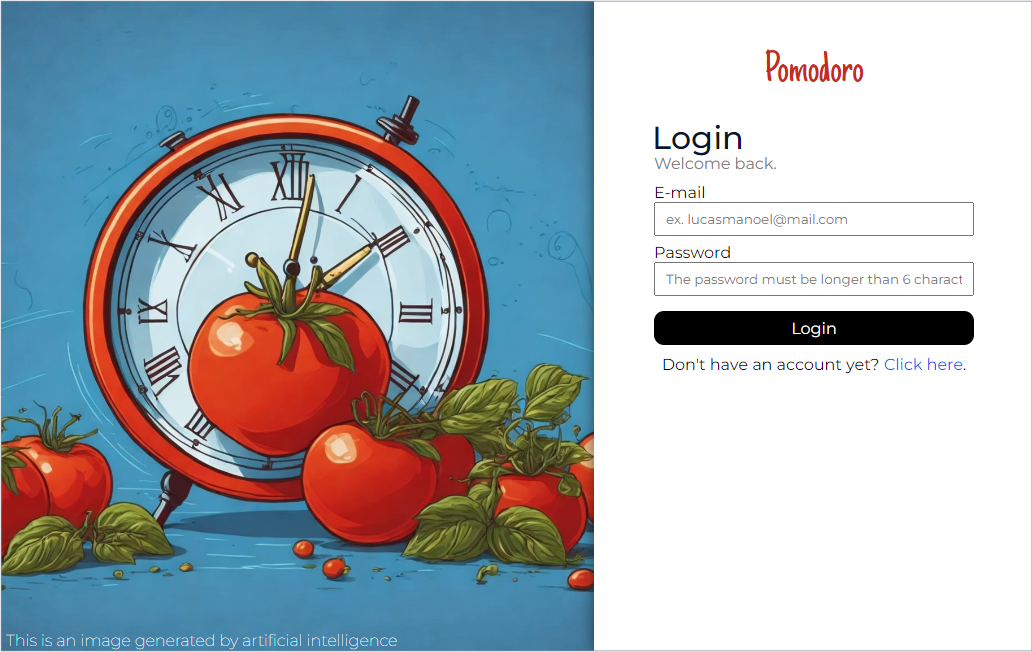 Pomodoro
Login
Welcome back.
E-mail
ex. lucasmanoel@mail.com
Password
The password must be longer than 6 charact
Login
Don't have an account yet? Click here.
This is an image generated by artificial intelligence